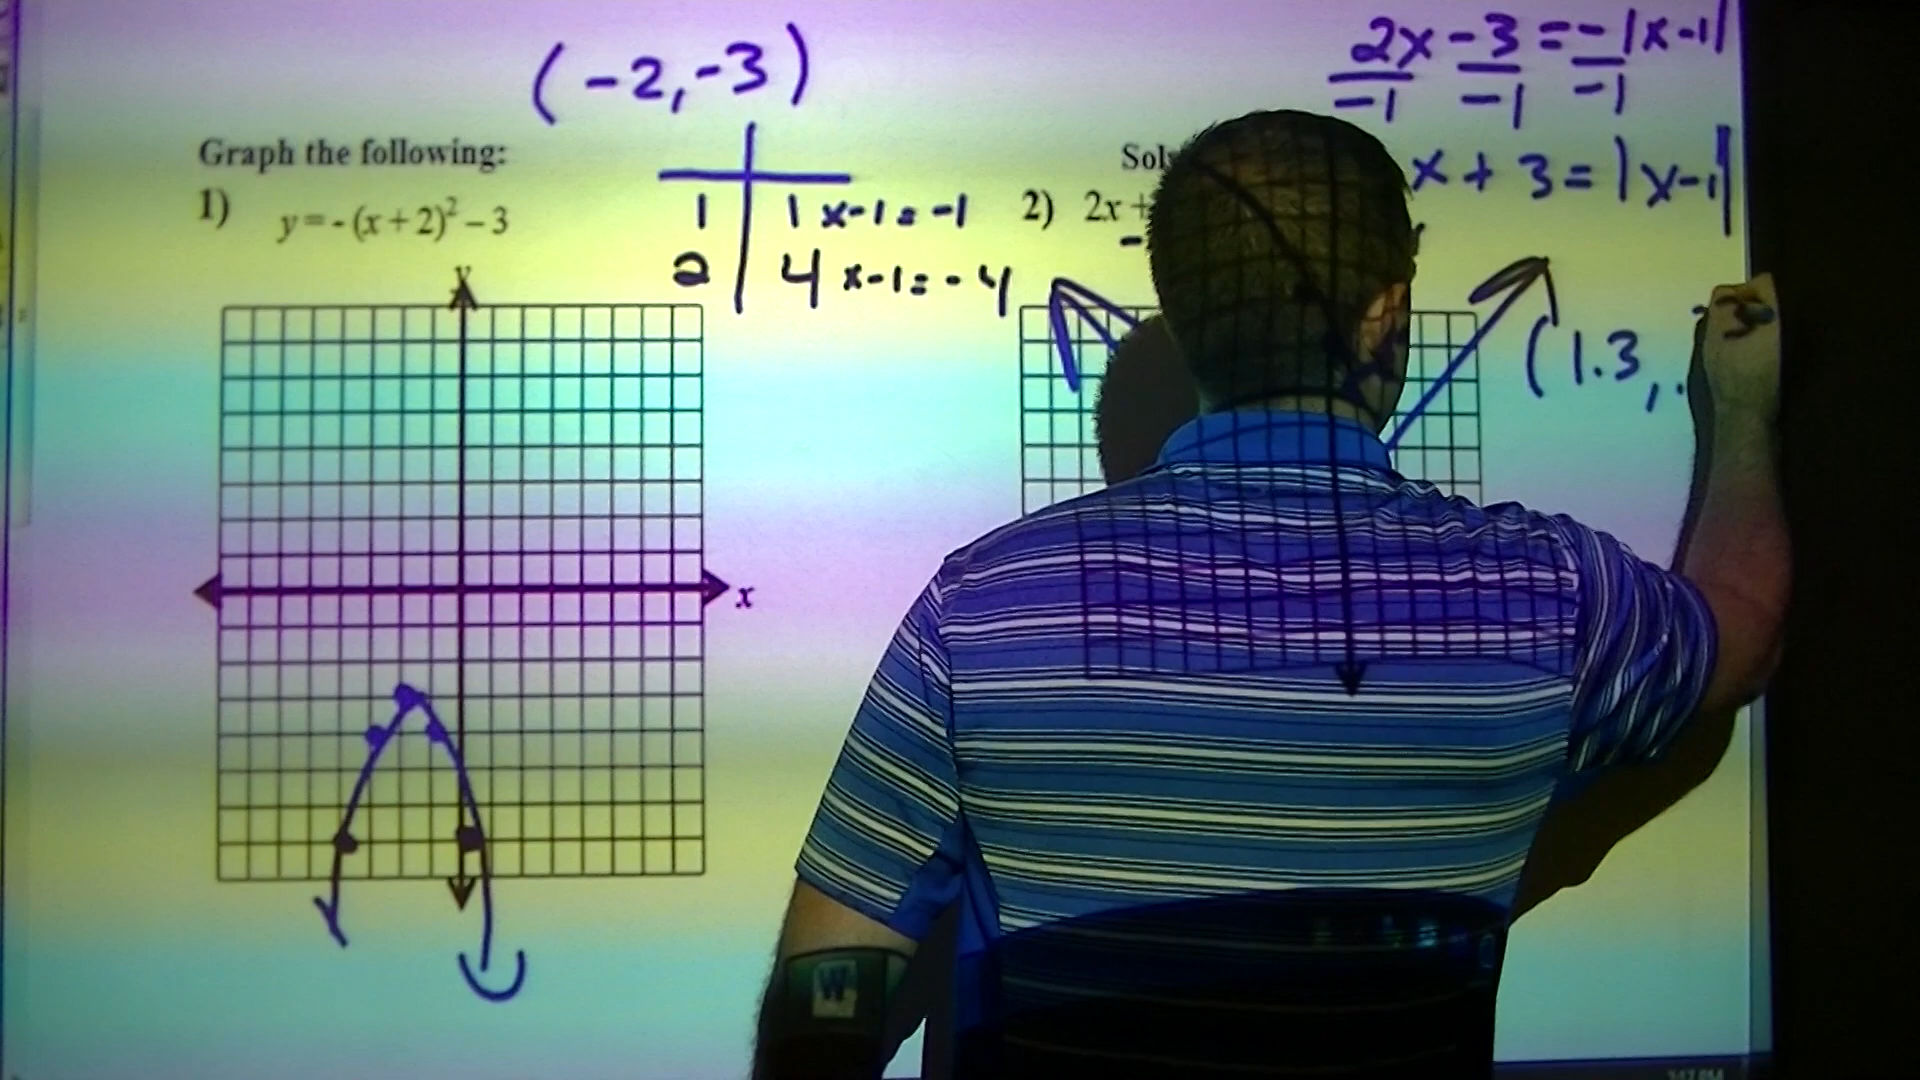 (-2,-3)
Graph the following:
1) y = - (x + 2)² - 3
1 | 1 x -1 = -1
2 | 4 x -1 = -4
y
x
2x - 3 = -|x-1|
-1 -1 -1
x + 3 = |x-1|
2) 2x +
-
(1.3, .3
W